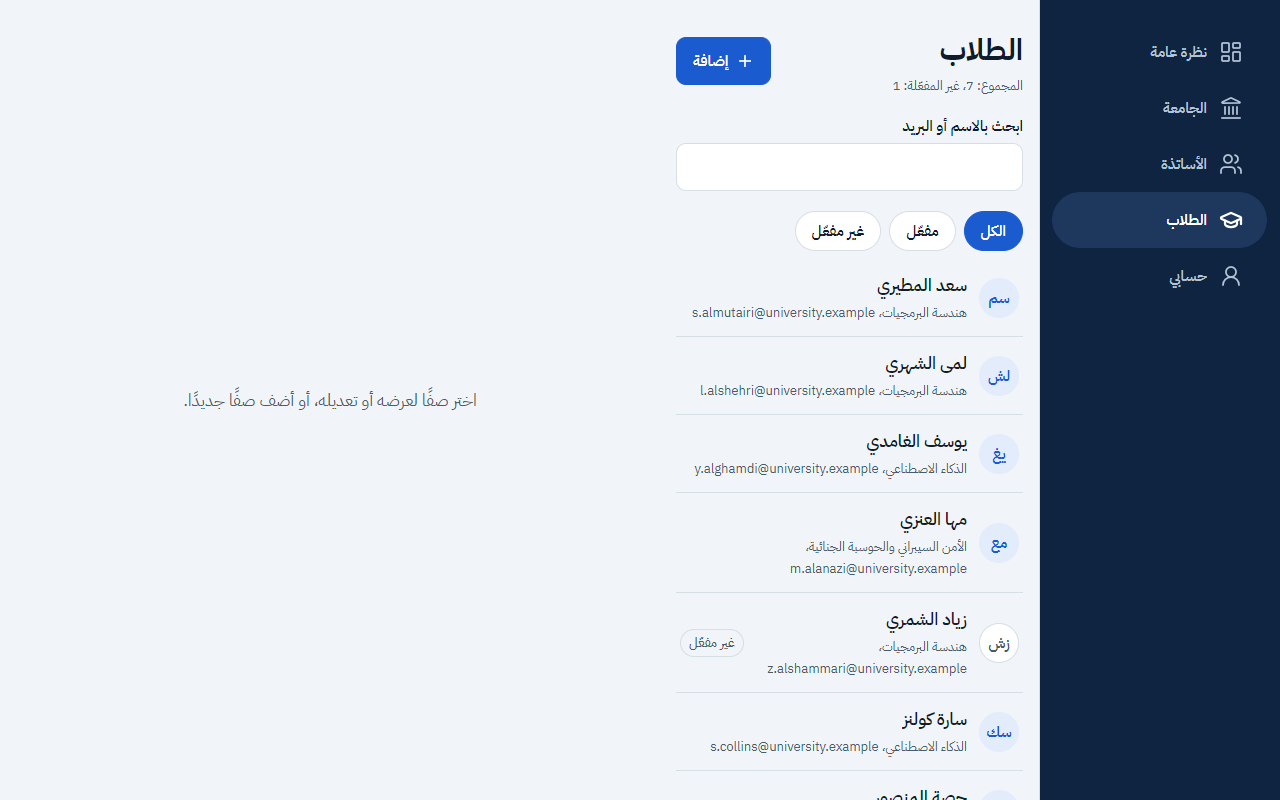 نظرة عامة
الجامعة
الأساتذة
الطلاب
حسابي
الطلاب
إضافة
المجموع: 7، غير المفعّلة: 1
ابحث بالاسم أو البريد
الكل
مفعّل
غير مفعّل
سم
سعد المطيري
هندسة البرمجيات، s.almutairi@university.example
لش
لمى الشهري
هندسة البرمجيات، l.alshehri@university.example
يغ
يوسف الغامدي
الذكاء الاصطناعي، y.alghamdi@university.example
مع
مها العنزي
الأمن السيبراني والحوسبة الجنائية،
m.alanazi@university.example
زش
زياد الشمري
هندسة البرمجيات،
z.alshammari@university.example
غير مفعّل
سك
سارة كولنز
الذكاء الاصطناعي، s.collins@university.example
حصة المنصور
اختر صفًا لعرضه أو تعديله، أو أضف صفًا جديدًا.